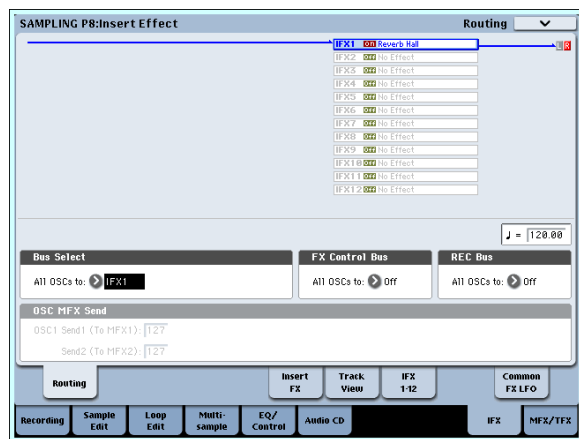 SAMPLING P8:Insert Effect Routing
IFX1 On Reverb Hall L R
IFX2 Off No Effect
IFX3 Off No Effect
IFX4 Off No Effect
IFX5 Off No Effect
IFX6 Off No Effect
IFX7 Off No Effect
IFX8 Off No Effect
IFX9 Off No Effect
IFX10 Off No Effect
IFX11 Off No Effect
IFX12 Off No Effect
♩ = 120.00
Bus Select FX Control Bus REC Bus
All OSCs to: IFX1 All OSCs to: Off All OSCs to: Off
OSC MFX Send
OSC1 Send1 (To MFX1): 127
Send2 (To MFX2): 127
Routing Insert FX Track View IFX 1-12 Common FX LFO
Recording Sample Edit Loop Edit Multi-sample EQ/Control Audio CD IFX MFX/TFX